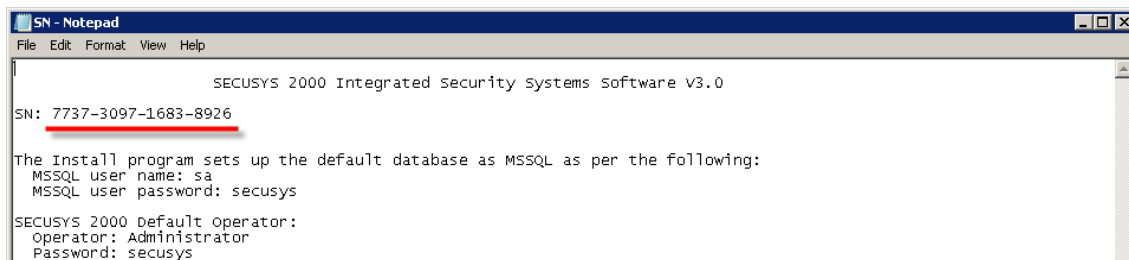 SN - Notepad
File Edit Format View Help
SECUSYS 2000 Integrated Security Systems Software V3.0
SN: 7737-3097-1683-8926
The Install program sets up the default database as MSSQL as per the following:
MSSQL user name: sa
MSSQL user password: secusys
SECUSYS 2000 Default Operator:
Operator: Administrator
Password: secusys